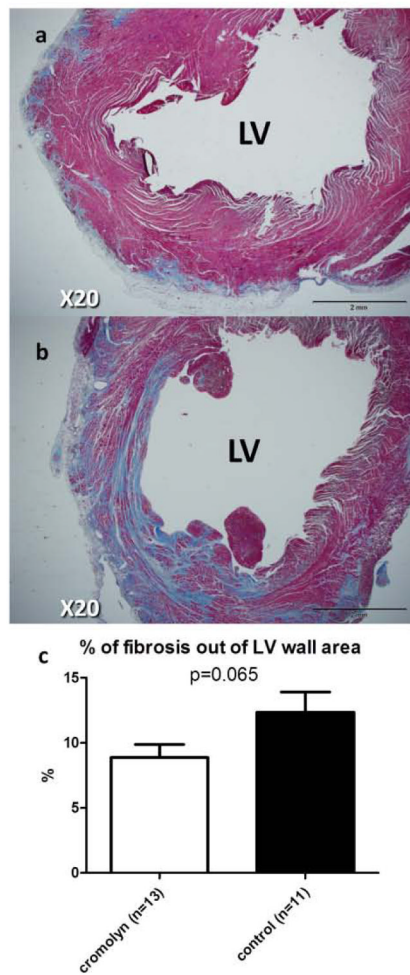 a
LV
X20
2 mm
b
LV
X20
c
% of fibrosis out of LV wall area
p=0.065
15
10
5
0
%
cromolyn (n=13)
control (n=11)